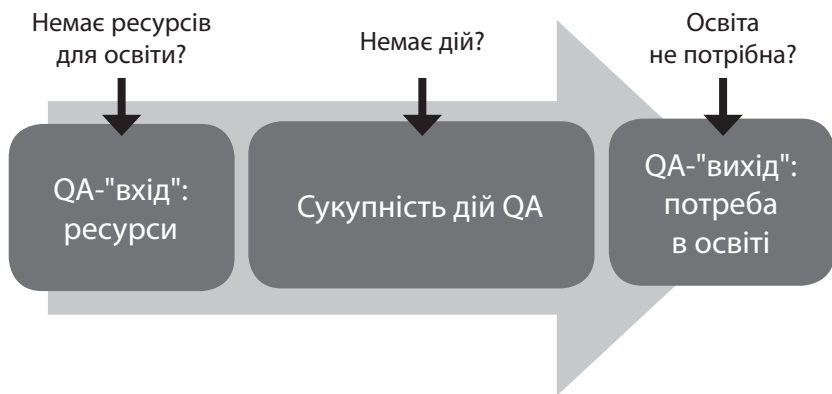 Немає ресурсів
для освіти?
Немає дій?
Освіта
не потрібна?
QA-"вхід":
ресурси
Сукупність дій QA
QA-"вихід":
потреба
в освіті